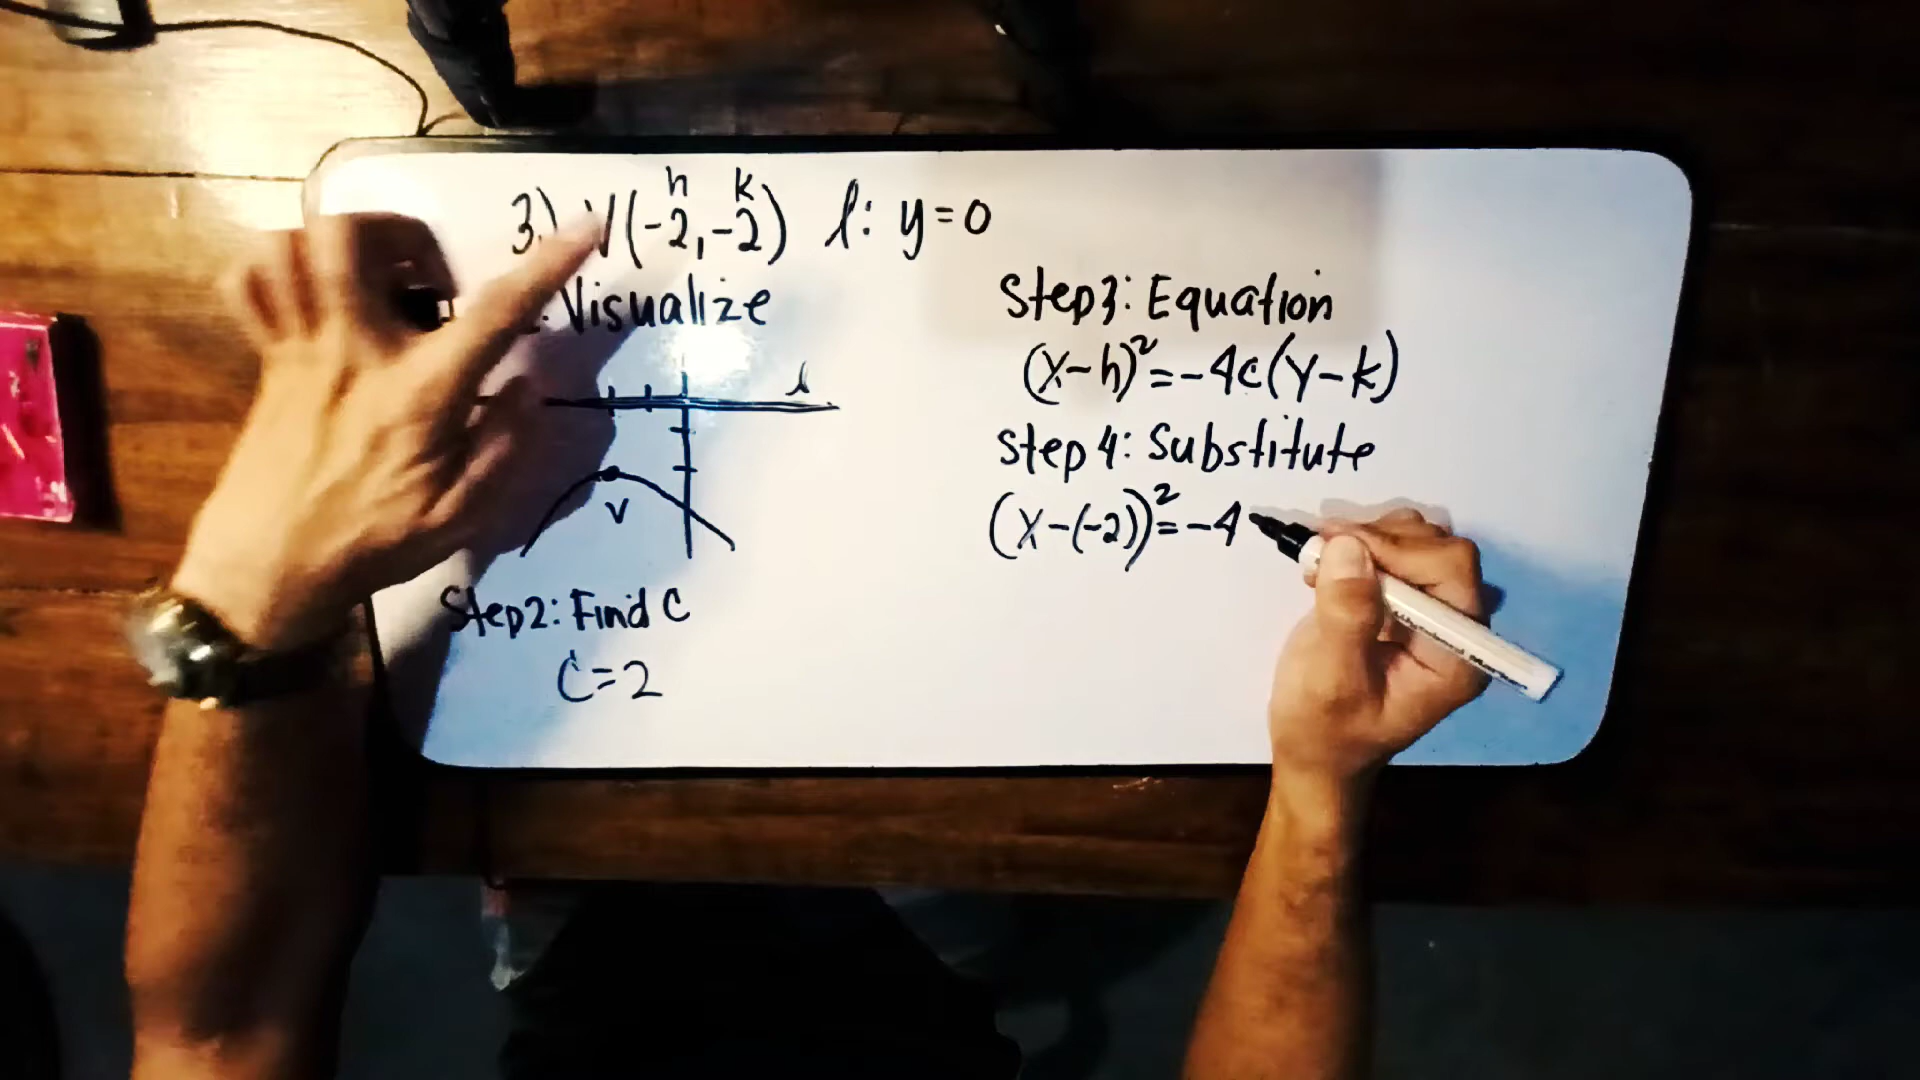 h k
3.) V(-2,-2) l: y=0
Visualize
l
V
Step2: Find C
C=2
Step3: Equation
(x-h)²=-4c(y-k)
Step 4: Substitute
(x-(-2))²=-4